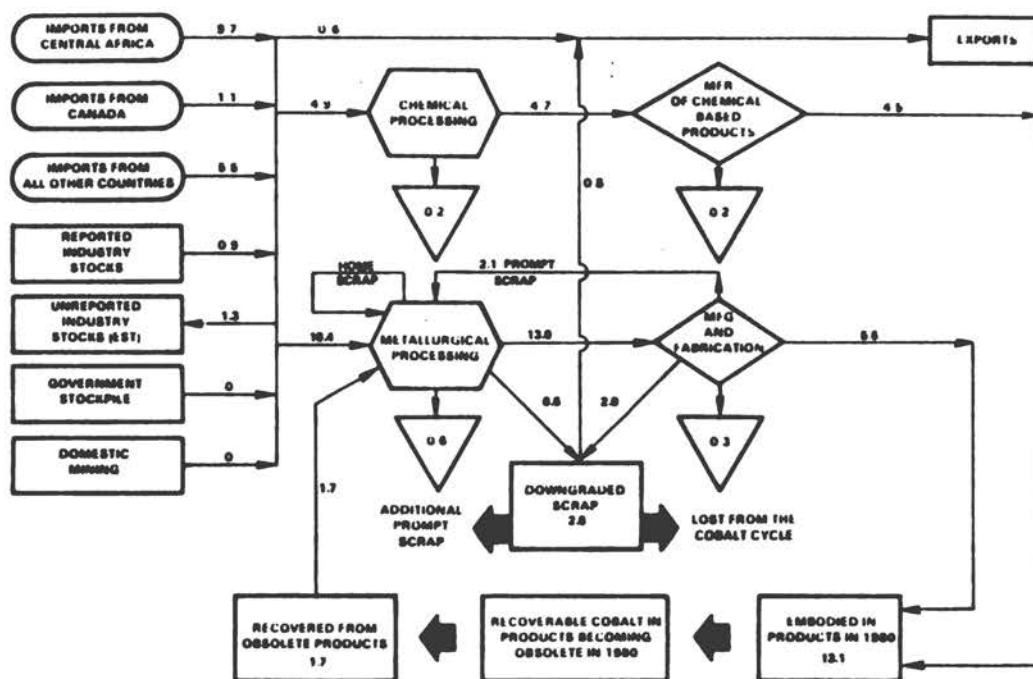 IMPORTS FROM
CENTRAL AFRICA
9 7
0.6
EXPORTS
IMPORTS FROM
CANADA
1 1
4 9
CHEMICAL
PROCESSING
4 7
MFR
OF CHEMICAL
BASED
PRODUCTS
4 5
IMPORTS FROM
ALL OTHER COUNTRIES
5 5
0 2
0 2
REPORTED
INDUSTRY
STOCKS
0 9
HOME
SCRAP
2.1 PROMPT
SCRAP
UNREPORTED
INDUSTRY
STOCKS (EST)
1.3
10.4
METALLURGICAL
PROCESSING
13.0
MFG
AND
FABRICATION
GOVERNMENT
STOCKPILE
0
0 6
2.0
0 3
DOMESTIC
MINING
0
1.7
DOWNGRADED
SCRAP
ADDITIONAL
PROMPT
SCRAP
LOST FROM THE
COBALT CYCLE
RECOVERED FROM
OBSOLETE PRODUCTS
1.7
RECOVERABLE COBALT IN
PRODUCTS BECOMING
OBSOLETE IN 1980
EMBODIED IN
PRODUCTS IN 1980
13.1